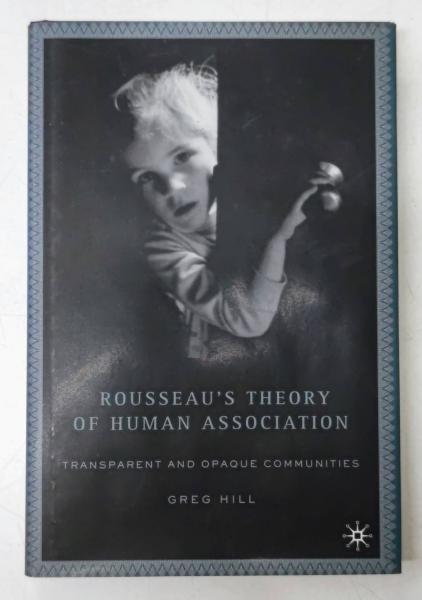 ROUSSEAU'S THEORY
OF HUMAN ASSOCIATION
TRANSPARENT AND OPAQUE COMMUNITIES
GREG HILL